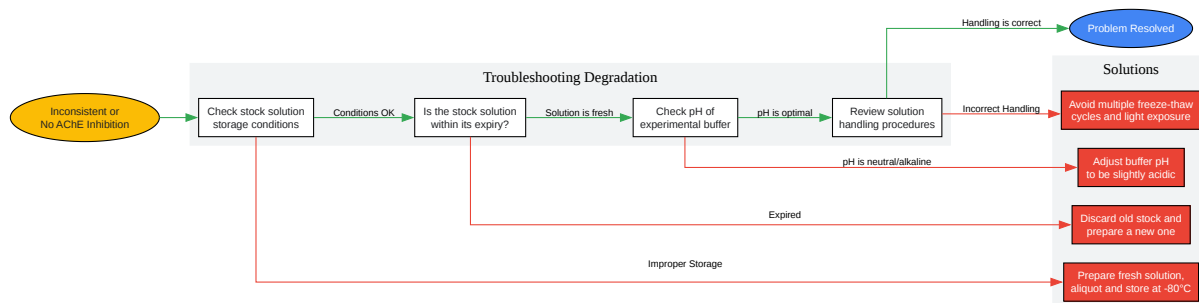 Handling is correct
Problem Resolved
Troubleshooting Degradation
Solutions
Inconsistent or
No AChE Inhibition
Check stock solution
storage conditions
Conditions OK
Is the stock solution
within its expiry?
Solution is fresh
Check pH of
experimental buffer
pH is optimal
Review solution
handling procedures
Incorrect Handling
Avoid multiple freeze-thaw
cycles and light exposure
pH is neutral/alkaline
Adjust buffer pH
to be slightly acidic
Expired
Discard old stock and
prepare a new one
Improper Storage
Prepare fresh solution,
aliquot and store at -80°C